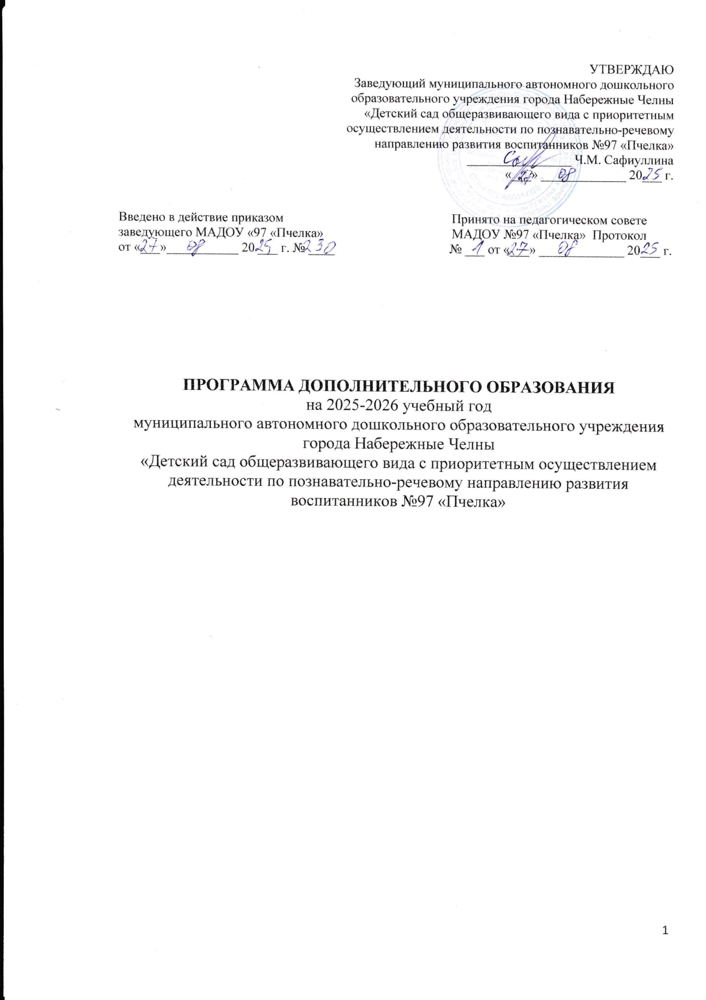 УТВЕРЖДАЮ
Заведующий муниципального автономного дошкольного
образовательного учреждения города Набережные Челны
«Детский сад общеразвивающего вида с приоритетным
осуществлением деятельности по познавательно-речевому
направлению развития воспитанников №97 «Пчелка»
________________ Ч.М. Сафиуллина
«27» 08 2025 г.
Введено в действие приказом
заведующего МАДОУ «97 «Пчелка»
от «27» 08 2025 г. №230
Принято на педагогическом совете
МАДОУ №97 «Пчелка» Протокол
№ 1 от «27» 08 2025 г.
ПРОГРАММА ДОПОЛНИТЕЛЬНОГО ОБРАЗОВАНИЯ
на 2025-2026 учебный год
муниципального автономного дошкольного образовательного учреждения
города Набережные Челны
«Детский сад общеразвивающего вида с приоритетным осуществлением
деятельности по познавательно-речевому направлению развития
воспитанников №97 «Пчелка»
1